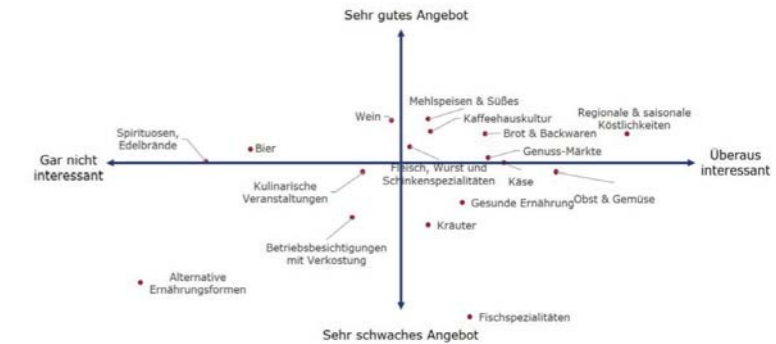 Sehr gutes Angebot
Mehlspeisen & Süßes
Wein
Kaffeehauskultur
Regionale & saisonale
Köstlichkeiten
Spirituosen,
Edelbrände
Brot & Backwaren
Bier
Genuss-Märkte
Gar nicht
interessant
Überaus
interessant
Fleisch, Wurst und
Schinkenspezialitäten
Käse
Kulinarische
Veranstaltungen
Gesunde Ernährung
Obst & Gemüse
Kräuter
Betriebsbesichtigungen
mit Verkostung
Alternative
Ernährungsformen
Fischspezialitäten
Sehr schwaches Angebot